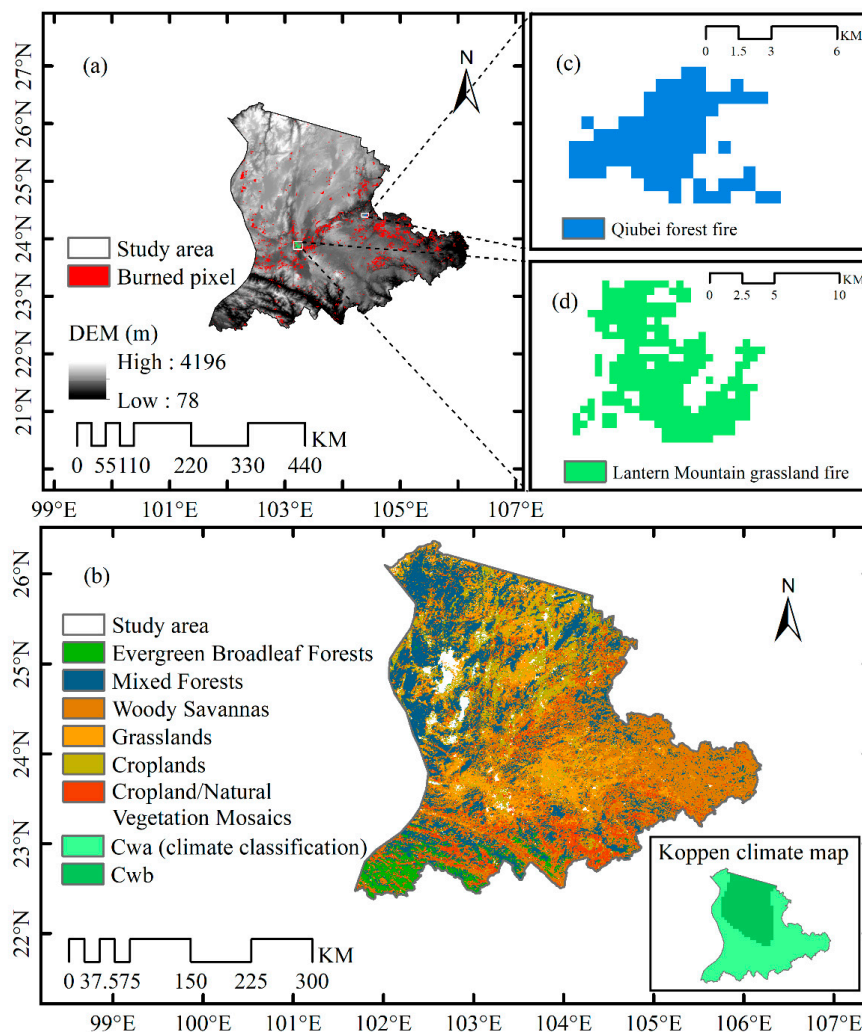 (a)
N
27°N
26°N
25°N
24°N
23°N
22°N
21°N
Study area
Burned pixel
DEM (m)
High : 4196
Low : 78
KM
0 55110 220 330 440
99°E 101°E 102°E 103°E 104°E 105°E 106°E 107°E
(c)
KM
0 1.5 3 6
Qiubei forest fire
(d)
KM
0 2.5 5 10
Lantern Mountain grassland fire
(b)
N
26°N
25°N
24°N
23°N
22°N
Study area
Evergreen Broadleaf Forests
Mixed Forests
Woody Savannas
Grasslands
Croplands
Cropland/Natural
Vegetation Mosaics
Cwa (climate classification)
Cwb
KM
0 37.575 150 225 300
Koppen climate map
99°E 100°E 101°E 102°E 103°E 104°E 105°E 106°E 107°E